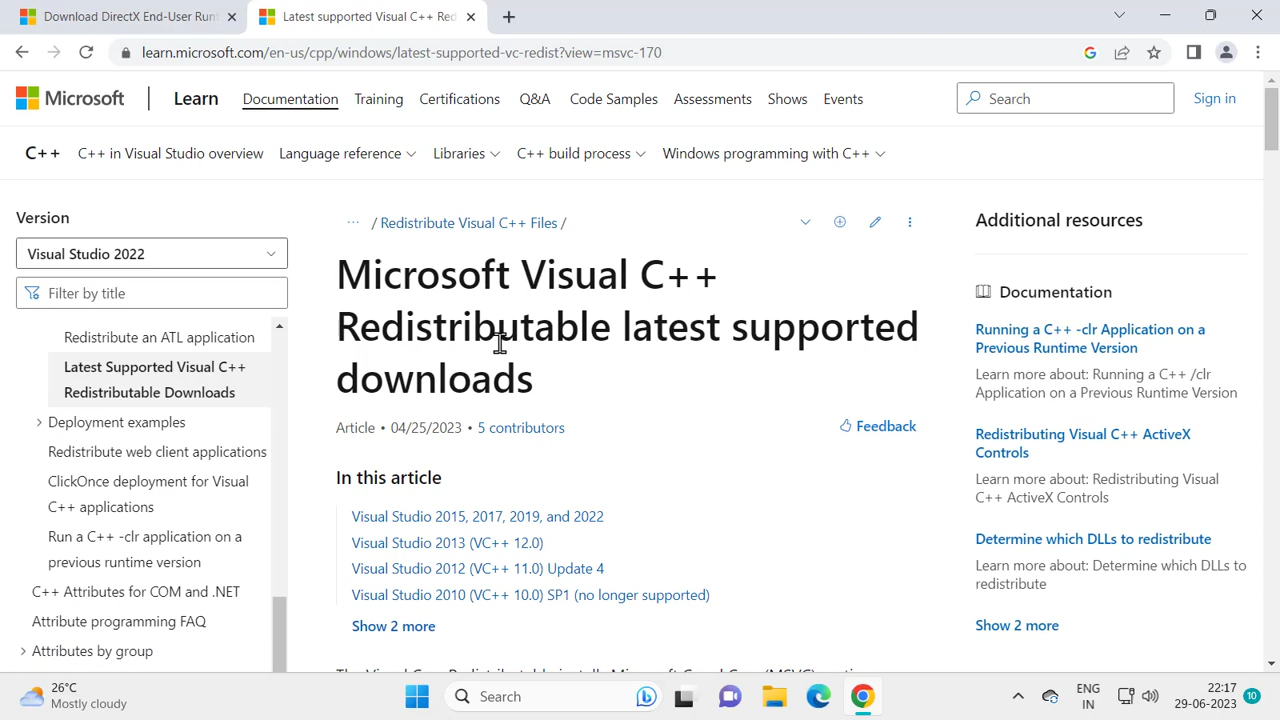 Download DirectX End-User Runt
Latest supported Visual C++ Red
learn.microsoft.com/en-us/cpp/windows/latest-supported-vc-redist?view=msvc-170
Microsoft Learn Documentation Training Certifications Q&A Code Samples Assessments Shows Events Search Sign in
C++ C++ in Visual Studio overview Language reference Libraries C++ build process Windows programming with C++
Version
Visual Studio 2022
Filter by title
Redistribute an ATL application
Latest Supported Visual C++
Redistributable Downloads
Deployment examples
Redistribute web client applications
ClickOnce deployment for Visual
C++ applications
Run a C++ -clr application on a
previous runtime version
C++ Attributes for COM and .NET
Attribute programming FAQ
Attributes by group
... / Redistribute Visual C++ Files /
Microsoft Visual C++
Redistributable latest supported
downloads
Article • 04/25/2023 • 5 contributors
Feedback
In this article
Visual Studio 2015, 2017, 2019, and 2022
Visual Studio 2013 (VC++ 12.0)
Visual Studio 2012 (VC++ 11.0) Update 4
Visual Studio 2010 (VC++ 10.0) SP1 (no longer supported)
Show 2 more
Additional resources
Documentation
Running a C++ -clr Application on a
Previous Runtime Version
Learn more about: Running a C++ /clr
Application on a Previous Runtime Version
Redistributing Visual C++ ActiveX
Controls
Learn more about: Redistributing Visual
C++ ActiveX Controls
Determine which DLLs to redistribute
Learn more about: Determine which DLLs to
redistribute
Show 2 more
26°C
Mostly cloudy
Search
ENG
IN
22:17
29-06-2023
10